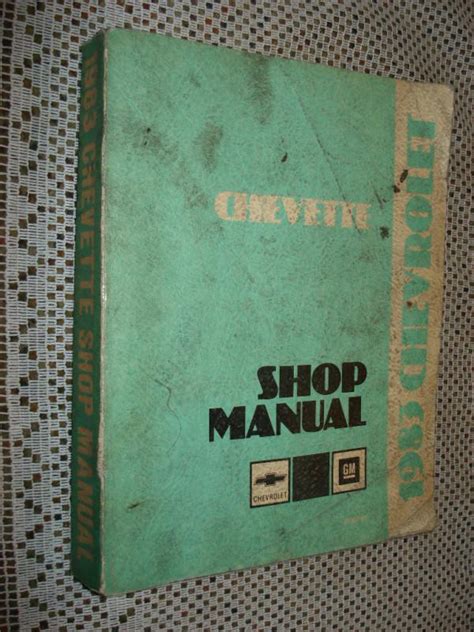 1983 CHEVETTE SHOP MANUAL
CHEVETTE
1983 CHEVROLET
SHOP
MANUAL
CHEVROLET
GM